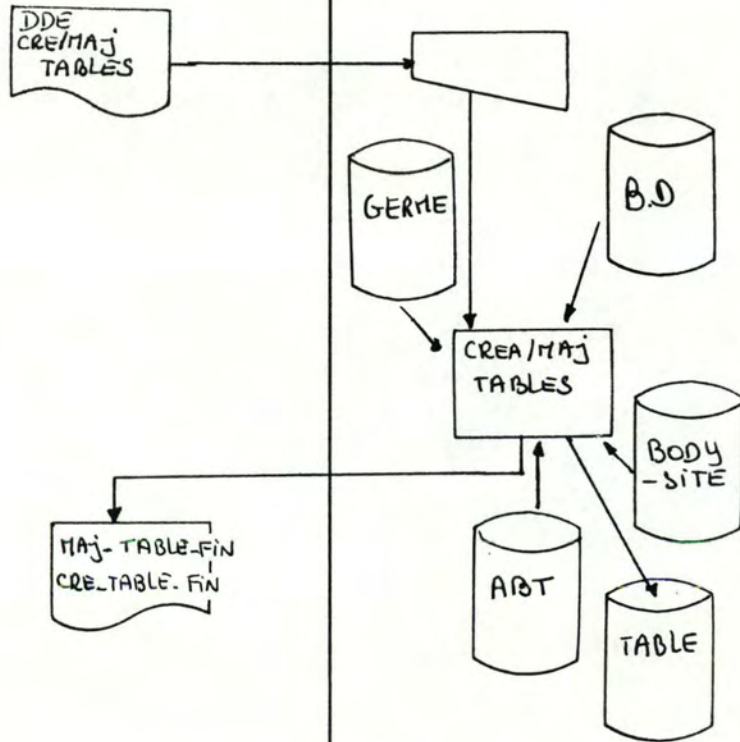 DDE
CRE/MAj
TABLES
GERME
B.D
CREA/MAj
TABLES
BODY
-SITE
MAj-TABLE-FIN
CRE_TABLE-FIN
ABT
TABLE